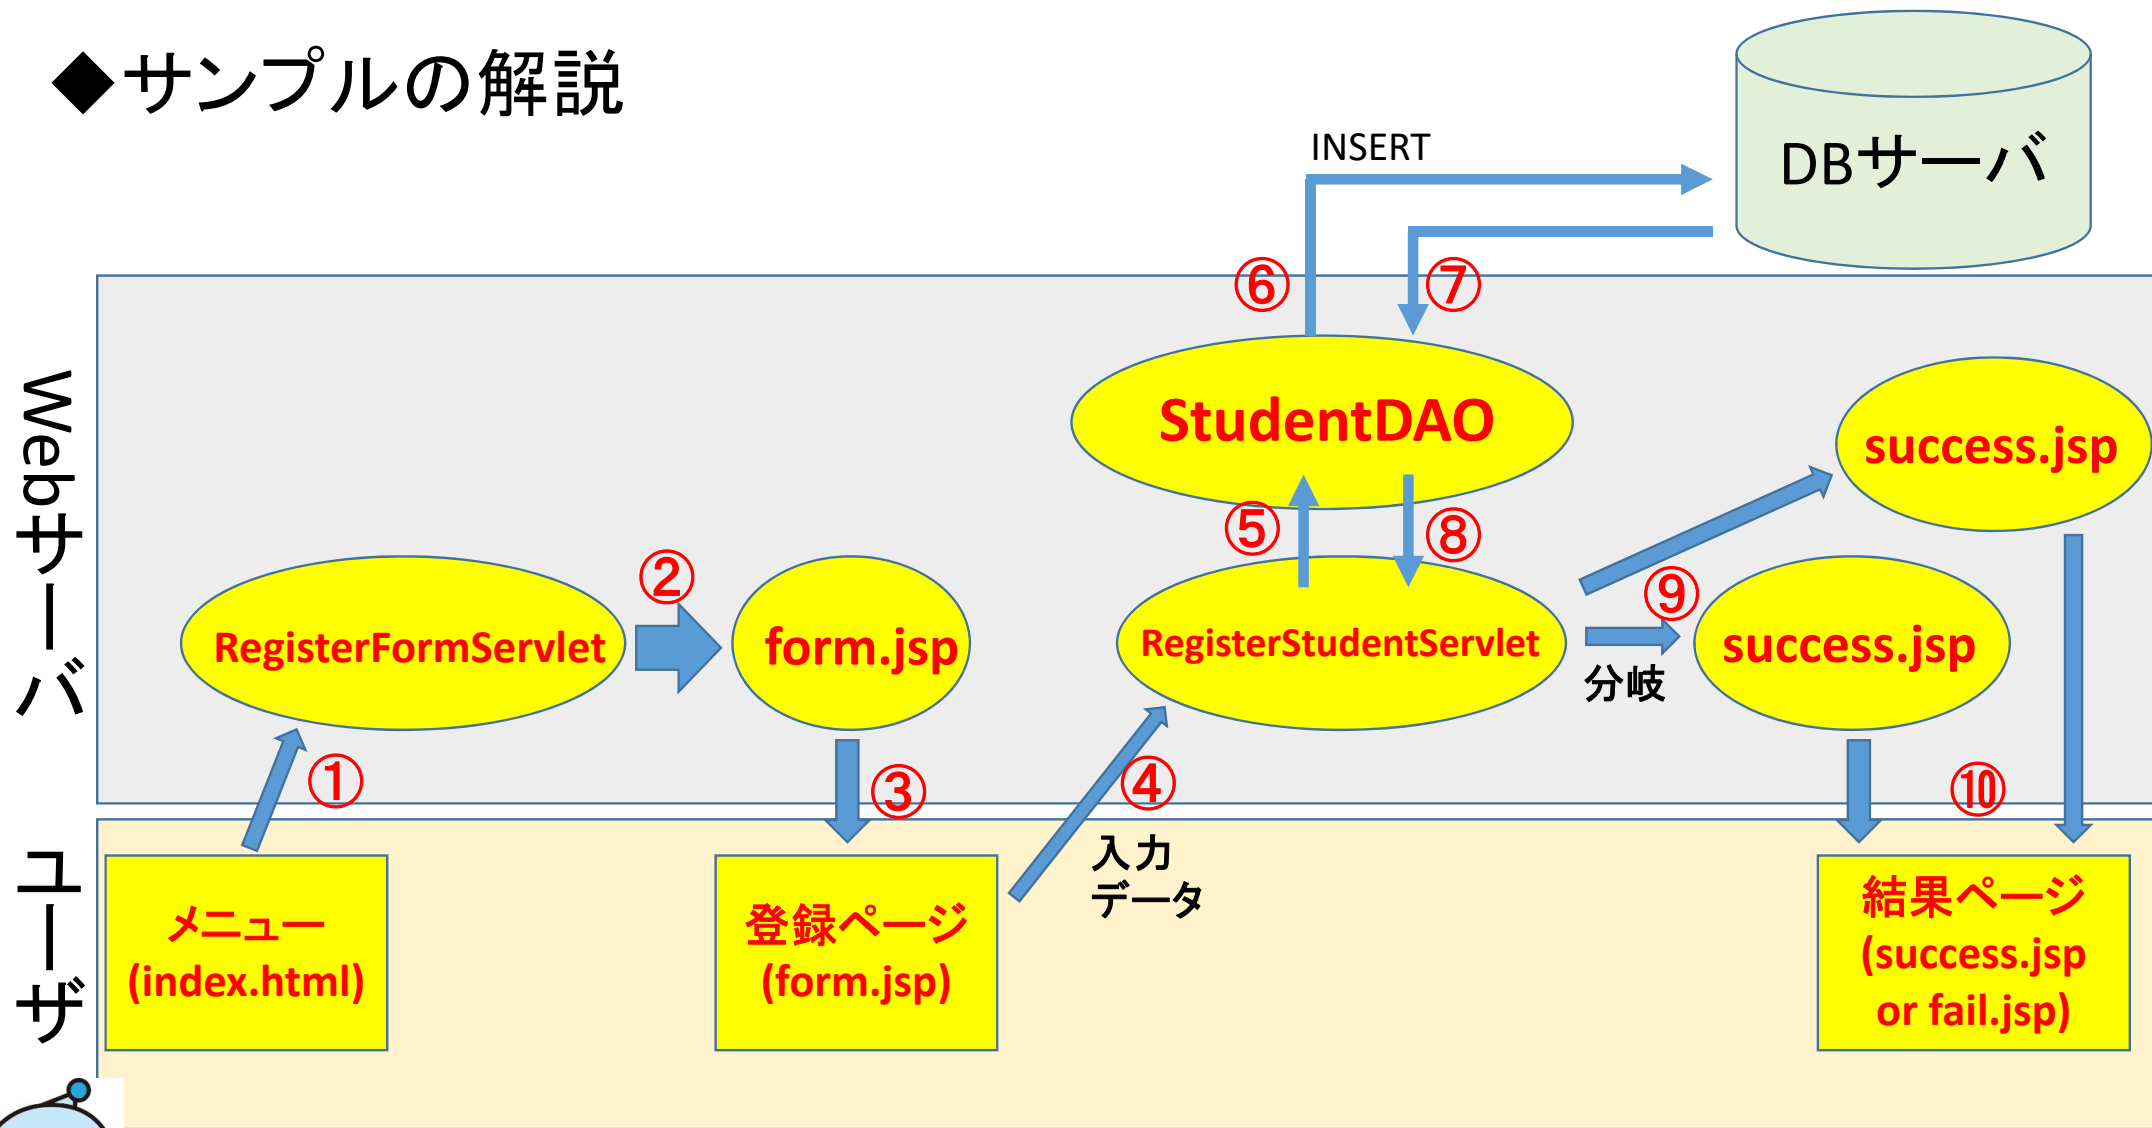 ◆サンプルの解説
INSERT
DBサーバ
⑥
⑦
Webサーバ
StudentDAO
success.jsp
⑤
⑧
②
⑨
RegisterFormServlet
form.jsp
RegisterStudentServlet
success.jsp
分岐
①
③
④
⑩
ユーザ
入力
データ
メニュー
(index.html)
登録ページ
(form.jsp)
結果ページ
(success.jsp
or fail.jsp)